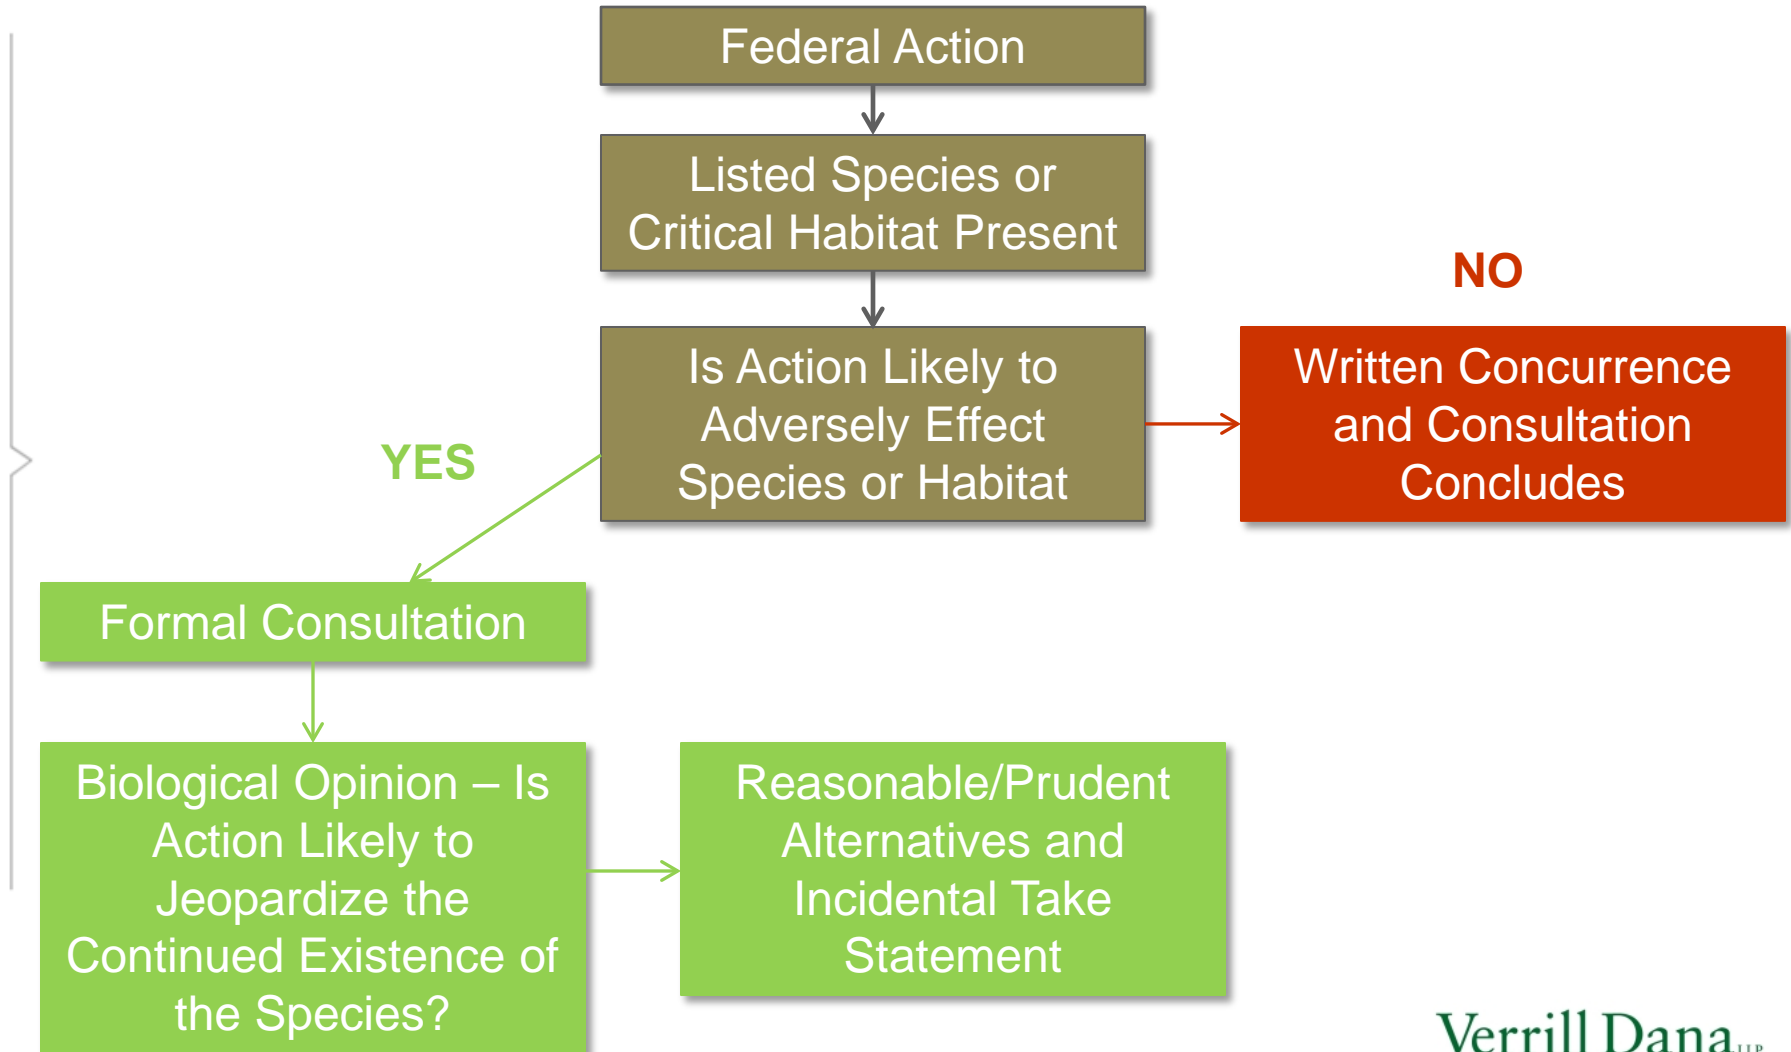 Federal Action
Listed Species or
Critical Habitat Present
NO
Is Action Likely to
Adversely Effect
Species or Habitat
Written Concurrence
and Consultation
Concludes
YES
Formal Consultation
Biological Opinion – Is
Action Likely to
Jeopardize the
Continued Existence of
the Species?
Reasonable/Prudent
Alternatives and
Incidental Take
Statement
Verrill Dana LLP